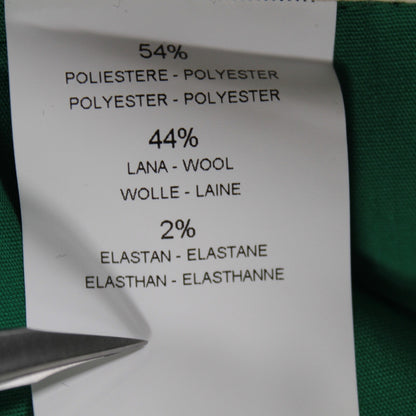 54%
POLIESTERE - POLYESTER
POLYESTER - POLYESTER
44%
LANA - WOOL
WOLLE - LAINE
2%
ELASTAN - ELASTANE
ELASTHAN - ELASTHANNE